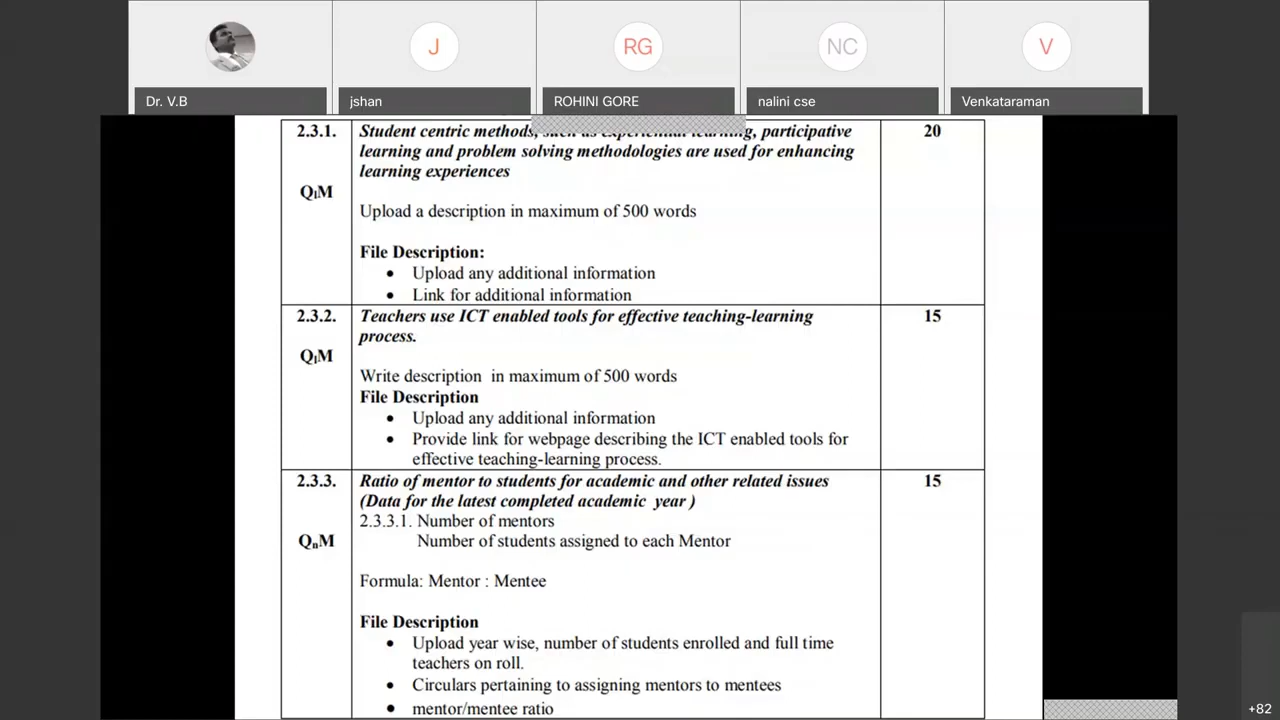 Dr. V.B
J
jshan
RG
ROHINI GORE
NC
nalini cse
V
Venkataraman
2.3.1. Student centric methods, such as experiential learning, participative 20
learning and problem solving methodologies are used for enhancing
learning experiences
QlM
Upload a description in maximum of 500 words
File Description:
• Upload any additional information
• Link for additional information
2.3.2. Teachers use ICT enabled tools for effective teaching-learning 15
process.
QlM
Write description in maximum of 500 words
File Description
• Upload any additional information
• Provide link for webpage describing the ICT enabled tools for
effective teaching-learning process.
2.3.3. Ratio of mentor to students for academic and other related issues 15
(Data for the latest completed academic year )
2.3.3.1. Number of mentors
QnM Number of students assigned to each Mentor
Formula: Mentor : Mentee
File Description
• Upload year wise, number of students enrolled and full time
teachers on roll.
• Circulars pertaining to assigning mentors to mentees
• mentor/mentee ratio
+82